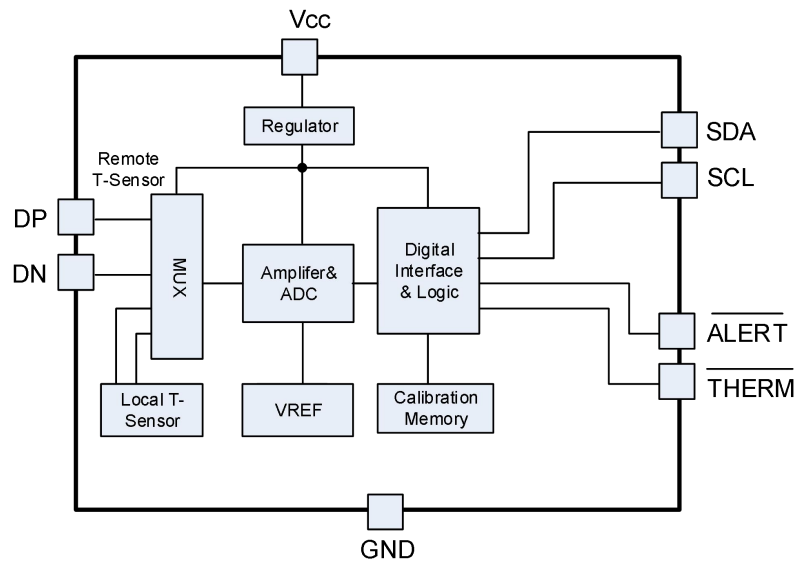 Vcc
Regulator
SDA
Remote
T-Sensor
SCL
DP
DN
MUX
Amplifer&
ADC
Digital
Interface
& Logic
ALERT
THERM
Local T-
Sensor
VREF
Calibration
Memory
GND